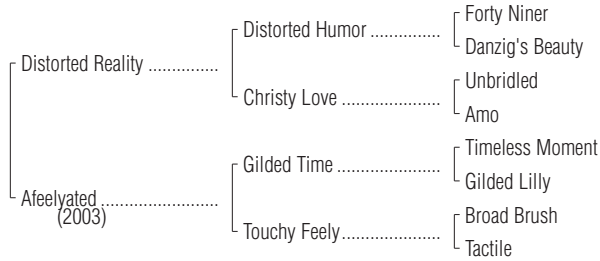 Forty Niner
Distorted Humor ...............
Danzig's Beauty
Distorted Reality ...............
Unbridled
Christy Love .....................
Amo
Timeless Moment
Gilded Time ......................
Gilded Lilly
Afeelyated .........................
(2003)
Broad Brush
Touchy Feely.....................
Tactile